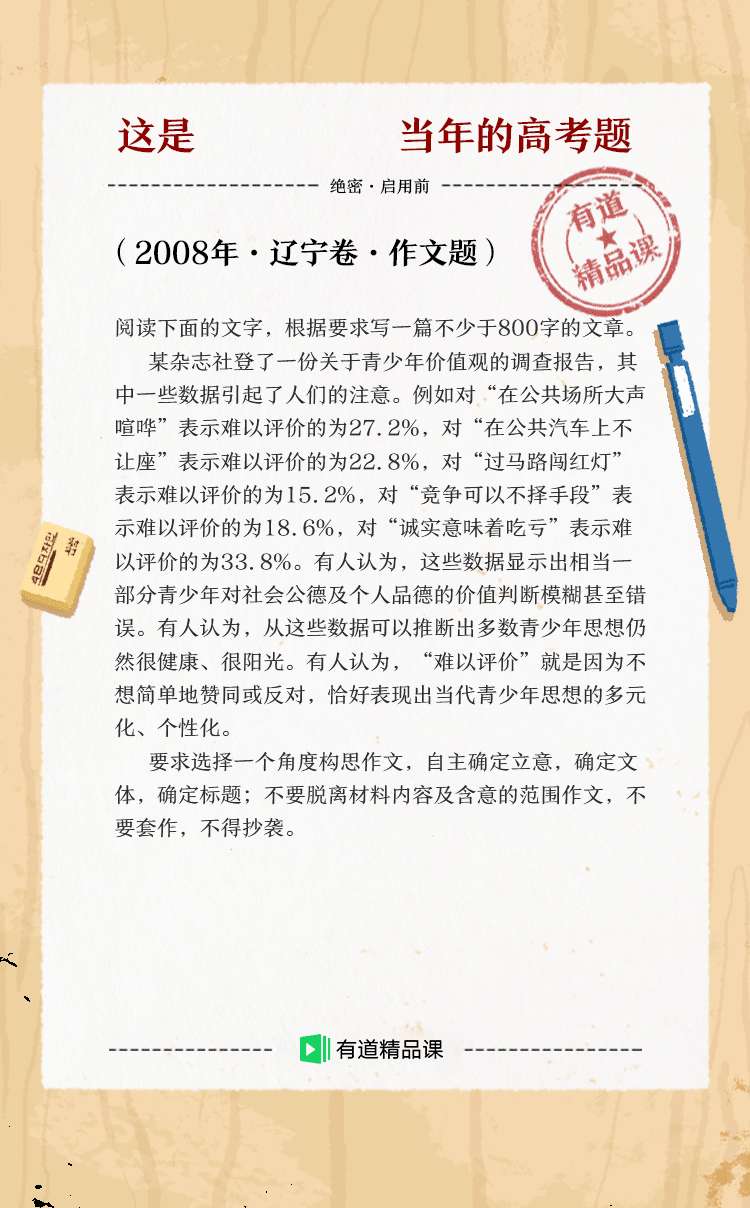 这是 当年的高考题
绝密·启用前
有道
精品课
（2008年·辽宁卷·作文题）
阅读下面的文字，根据要求写一篇不少于800字的文章。
某杂志社登了一份关于青少年价值观的调查报告，其
中一些数据引起了人们的注意。例如对“在公共场所大声
喧哗”表示难以评价的为27.2%，对“在公共汽车上不
让座”表示难以评价的为22.8%，对“过马路闯红灯”
表示难以评价的为15.2%，对“竞争可以不择手段”表
示难以评价的为18.6%，对“诚实意味着吃亏”表示难
以评价的为33.8%。有人认为，这些数据显示出相当一
部分青少年对社会公德及个人品德的价值判断模糊甚至错
误。有人认为，从这些数据可以推断出多数青少年思想仍
然很健康、很阳光。有人认为，“难以评价”就是因为不
想简单地赞同或反对，恰好表现出当代青少年思想的多元
化、个性化。
要求选择一个角度构思作文，自主确定立意，确定文
体，确定标题；不要脱离材料内容及含意的范围作文，不
要套作，不得抄袭。
有道精品课